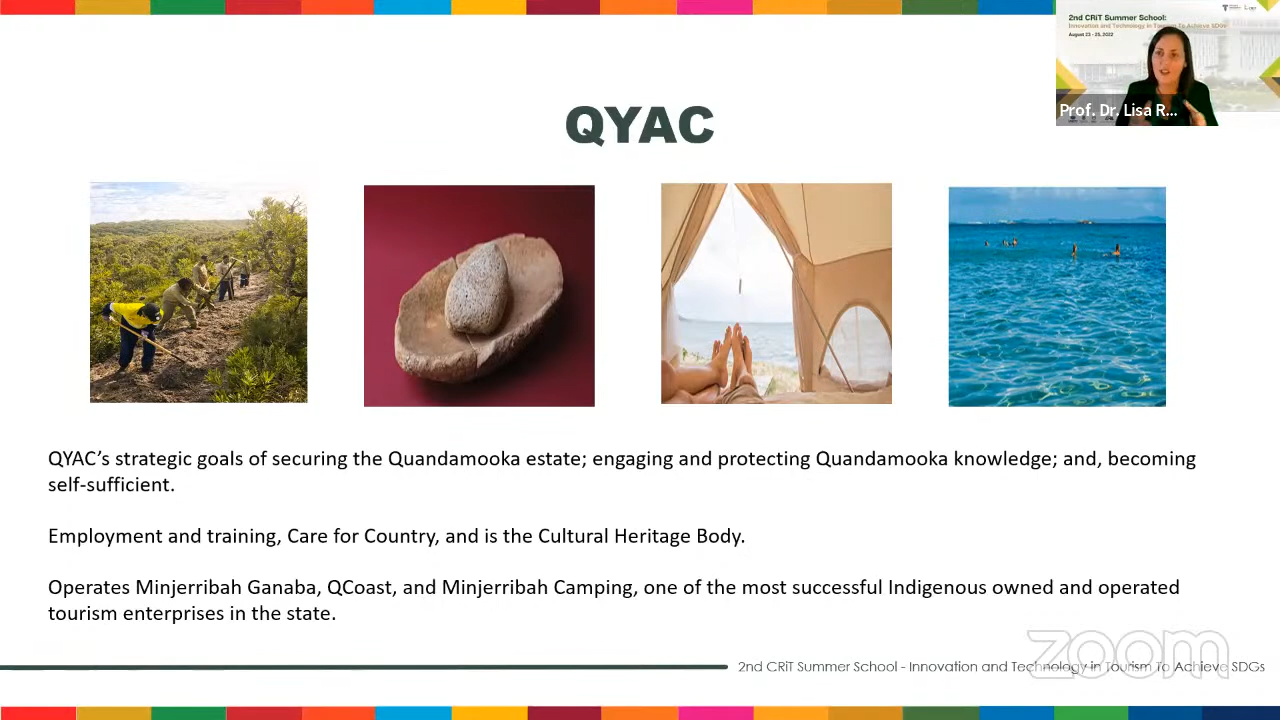 2nd CRiT Summer School:
Innovation and Technology in Tourism To Achieve SDGs
August 23 - 25, 2022
Prof. Dr. Lisa R...
QYAC
QYAC’s strategic goals of securing the Quandamooka estate; engaging and protecting Quandamooka knowledge; and, becoming
self-sufficient.
Employment and training, Care for Country, and is the Cultural Heritage Body.
Operates Minjerribah Ganaba, QCoast, and Minjerribah Camping, one of the most successful Indigenous owned and operated
tourism enterprises in the state.
zoom
2nd CRiT Summer School - Innovation and Technology in Tourism To Achieve SDGs